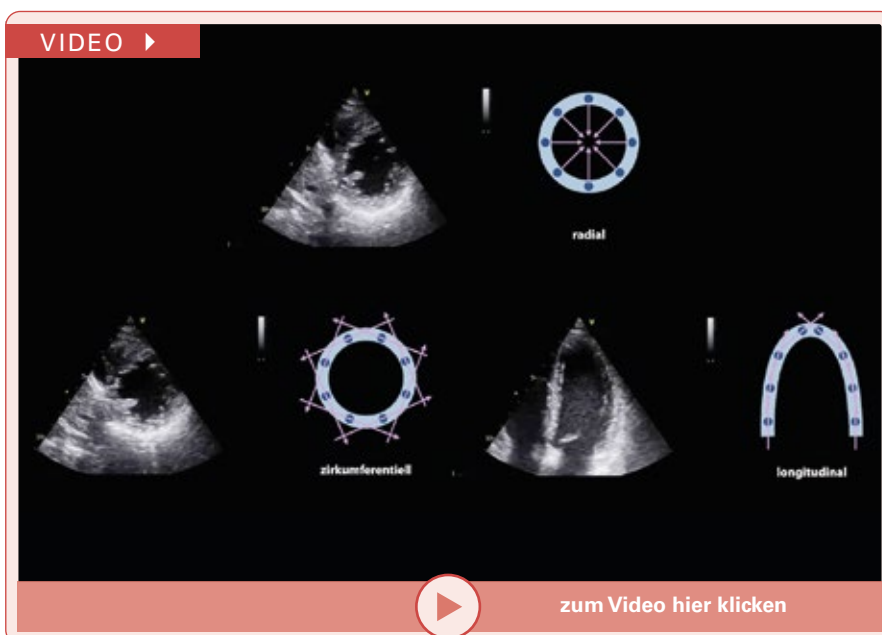 VIDEO
radial
zirkumferentiell
longitudinal
zum Video hier klicken